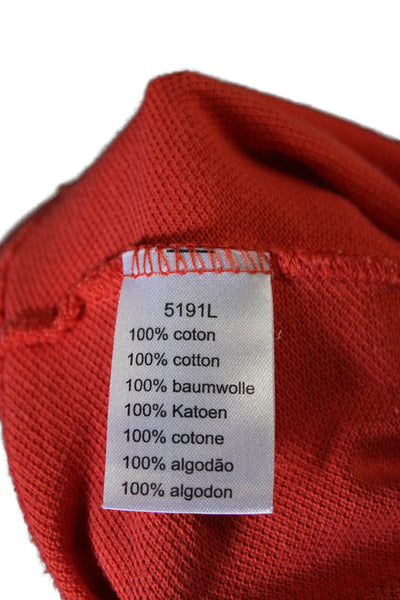 5191L
100% coton
100% cotton
100% baumwolle
100% Katoen
100% cotone
100% algodão
100% algodon